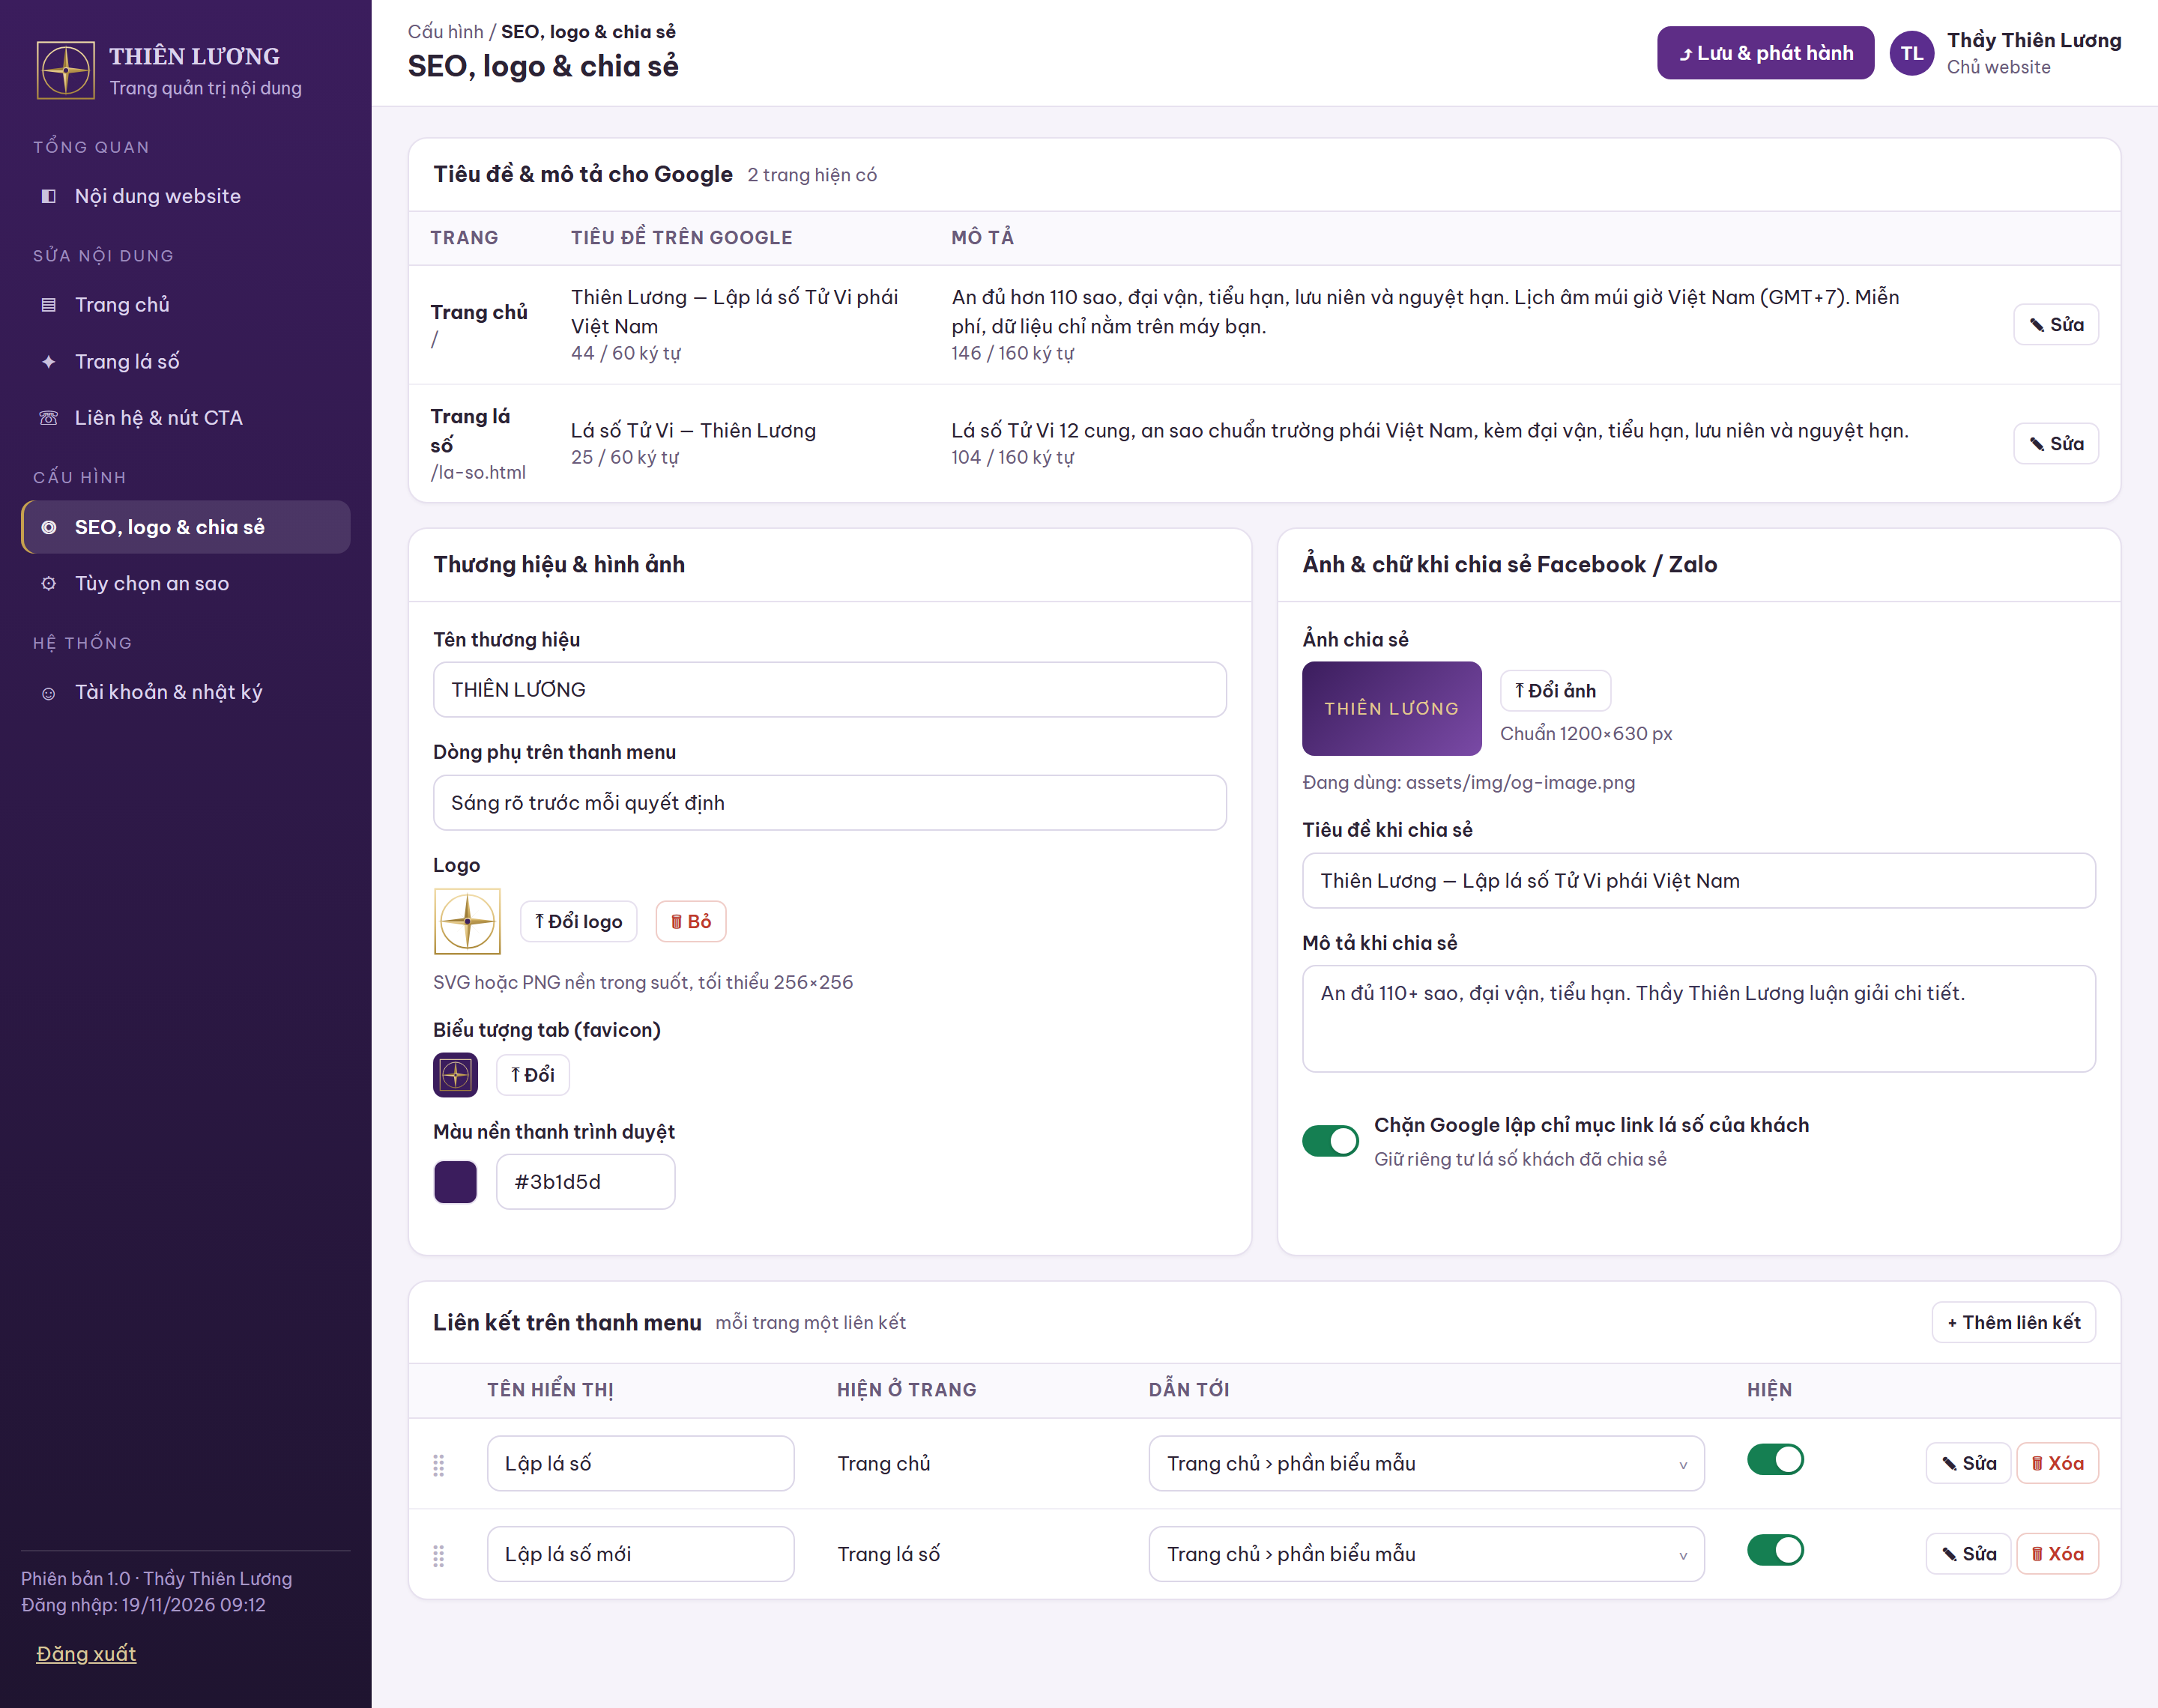 THIÊN LƯƠNG
Trang quản trị nội dung
TỔNG QUAN
Nội dung website
SỬA NỘI DUNG
Trang chủ
Trang lá số
Liên hệ & nút CTA
CẤU HÌNH
SEO, logo & chia sẻ
Tùy chọn an sao
HỆ THỐNG
Tài khoản & nhật ký
Phiên bản 1.0 · Thầy Thiên Lương
Đăng nhập: 19/11/2026 09:12
Đăng xuất
Cấu hình / SEO, logo & chia sẻ
SEO, logo & chia sẻ
Lưu & phát hành
TL
Thầy Thiên Lương
Chủ website
Tiêu đề & mô tả cho Google 2 trang hiện có
TRANG TIÊU ĐỀ TRÊN GOOGLE MÔ TẢ
Trang chủ
/
Thiên Lương — Lập lá số Tử Vi phái
Việt Nam
44 / 60 ký tự
An đủ hơn 110 sao, đại vận, tiểu hạn, lưu niên và nguyệt hạn. Lịch âm múi giờ Việt Nam (GMT+7). Miễn
phí, dữ liệu chỉ nằm trên máy bạn.
146 / 160 ký tự
Sửa
Trang lá
số
/la-so.html
Lá số Tử Vi — Thiên Lương
25 / 60 ký tự
Lá số Tử Vi 12 cung, an sao chuẩn trường phái Việt Nam, kèm đại vận, tiểu hạn, lưu niên và nguyệt hạn.
104 / 160 ký tự
Sửa
Thương hiệu & hình ảnh
Tên thương hiệu
THIÊN LƯƠNG
Dòng phụ trên thanh menu
Sáng rõ trước mỗi quyết định
Logo
Đổi logo
Bỏ
SVG hoặc PNG nền trong suốt, tối thiểu 256×256
Biểu tượng tab (favicon)
Đổi
Màu nền thanh trình duyệt
#3b1d5d
Ảnh & chữ khi chia sẻ Facebook / Zalo
Ảnh chia sẻ
THIÊN LƯƠNG
Đổi ảnh
Chuẩn 1200×630 px
Đang dùng: assets/img/og-image.png
Tiêu đề khi chia sẻ
Thiên Lương — Lập lá số Tử Vi phái Việt Nam
Mô tả khi chia sẻ
An đủ 110+ sao, đại vận, tiểu hạn. Thầy Thiên Lương luận giải chi tiết.
Chặn Google lập chỉ mục link lá số của khách
Giữ riêng tư lá số khách đã chia sẻ
Liên kết trên thanh menu mỗi trang một liên kết
+ Thêm liên kết
TÊN HIỂN THỊ HIỆN Ở TRANG DẪN TỚI HIỆN
Lập lá số Trang chủ Trang chủ › phần biểu mẫu Sửa Xóa
Lập lá số mới Trang lá số Trang chủ › phần biểu mẫu Sửa Xóa